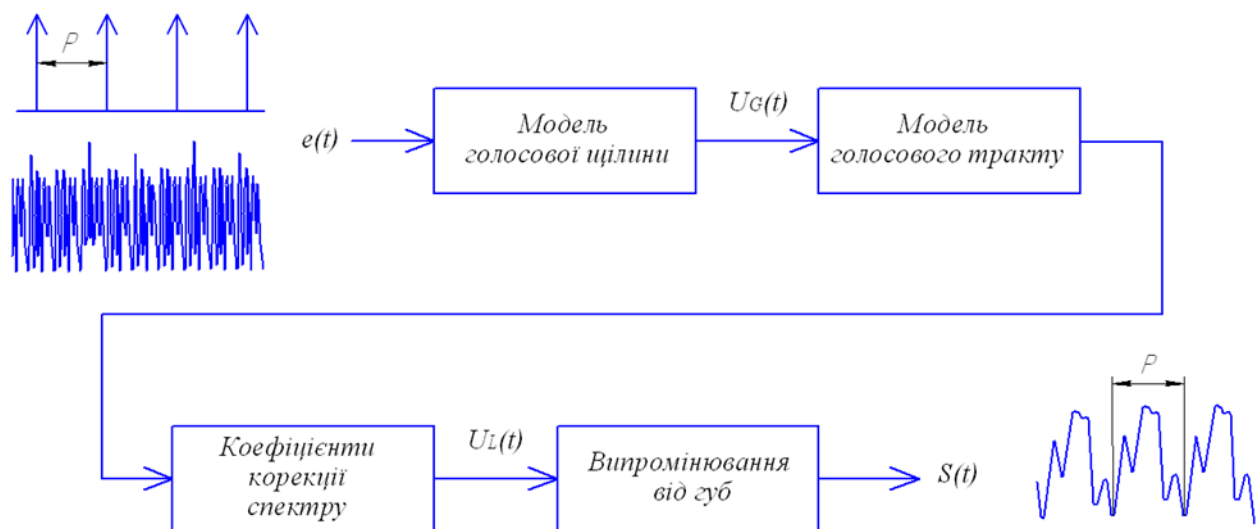 P
e(t)
Модель
голосової щілини
UG(t)
Модель
голосового тракту
Коефіцієнти
корекції
спектру
UL(t)
Випромінювання
від губ
S(t)
P